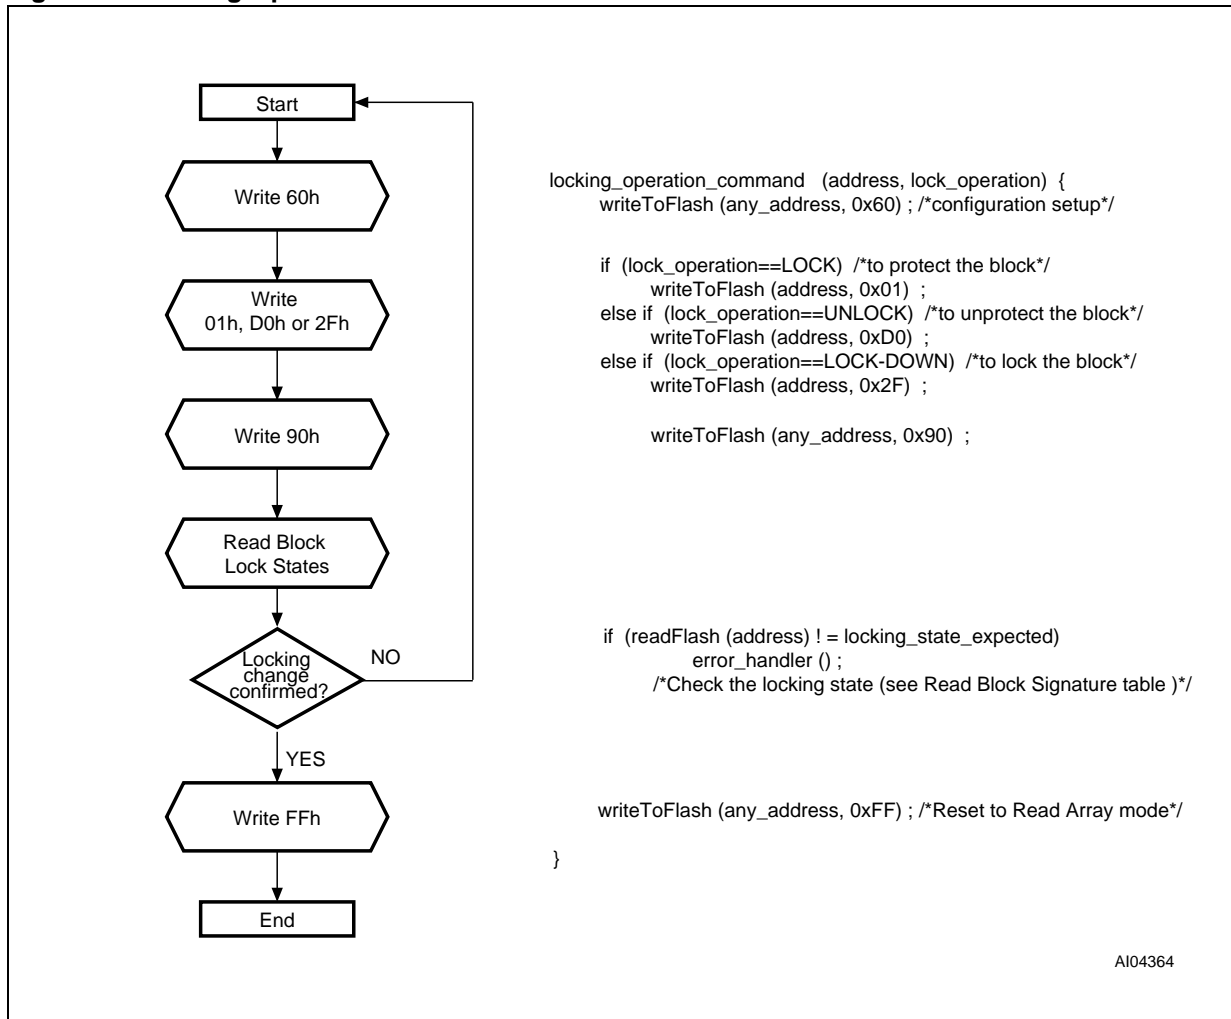 Start
Write 60h
Write
01h, D0h or 2Fh
Write 90h
Read Block
Lock States
Locking
change
confirmed?
NO
YES
Write FFh
End
locking_operation_command (address, lock_operation) {
writeToFlash (any_address, 0x60) ; /*configuration setup*/
if (lock_operation==LOCK) /*to protect the block*/
writeToFlash (address, 0x01) ;
else if (lock_operation==UNLOCK) /*to unprotect the block*/
writeToFlash (address, 0xD0) ;
else if (lock_operation==LOCK-DOWN) /*to lock the block*/
writeToFlash (address, 0x2F) ;
writeToFlash (any_address, 0x90) ;
if (readFlash (address) ! = locking_state_expected)
error_handler () ;
/*Check the locking state (see Read Block Signature table )*/
writeToFlash (any_address, 0xFF) ; /*Reset to Read Array mode*/
}
AI04364